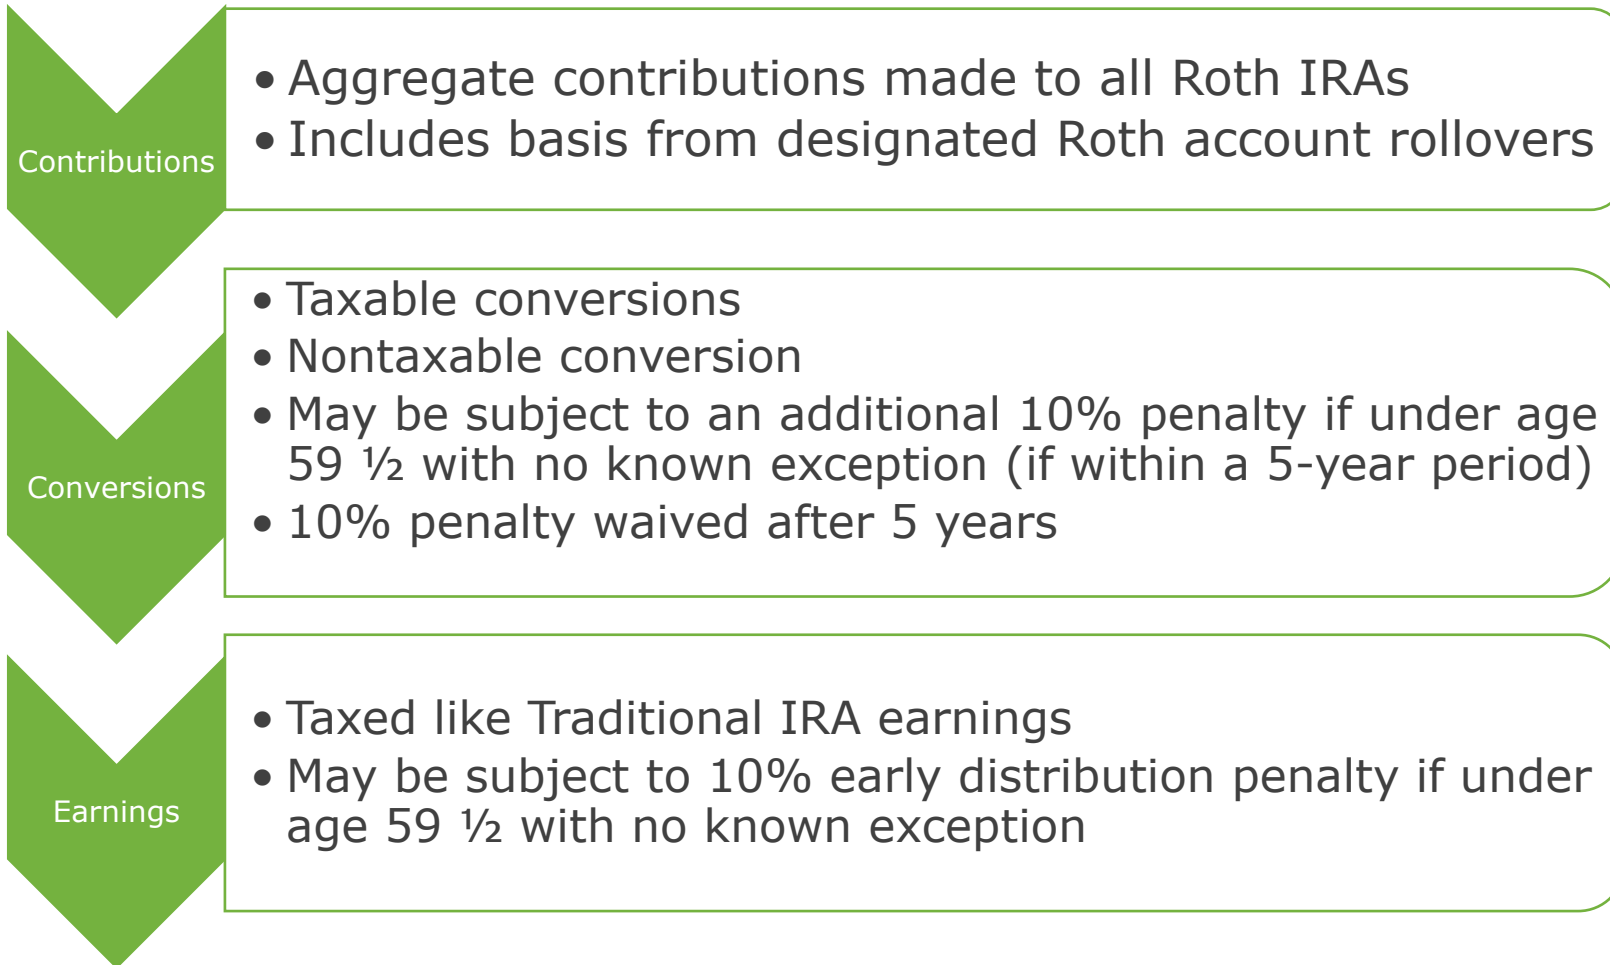 Contributions
• Aggregate contributions made to all Roth IRAs
• Includes basis from designated Roth account rollovers
Conversions
• Taxable conversions
• Nontaxable conversion
• May be subject to an additional 10% penalty if under age
59 ½ with no known exception (if within a 5-year period)
• 10% penalty waived after 5 years
Earnings
• Taxed like Traditional IRA earnings
• May be subject to 10% early distribution penalty if under
age 59 ½ with no known exception